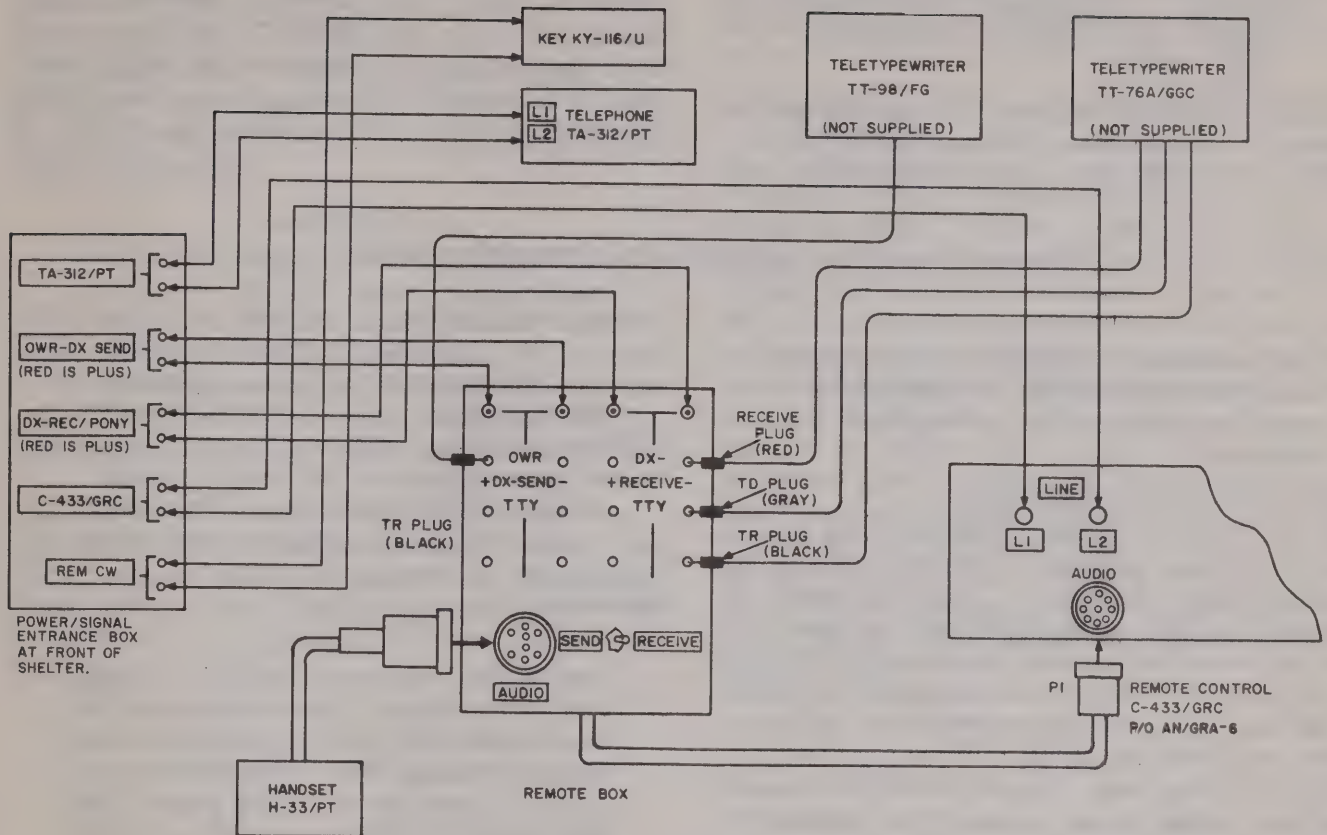 KEY KY-116/U
L1 TELEPHONE
L2 TA-312/PT
TELETYPEWRITER
TT-98/FG
(NOT SUPPLIED)
TELETYPEWRITER
TT-76A/GGC
(NOT SUPPLIED)
TA-312/PT
OWR-DX SEND
(RED IS PLUS)
DX-REC/PONY
(RED IS PLUS)
C-433/GRC
REM CW
POWER/SIGNAL
ENTRANCE BOX
AT FRONT OF
SHELTER.
TR PLUG
(BLACK)
OWR
+DX-SEND-
TTY
DX-
+RECEIVE-
TTY
SEND
RECEIVE
AUDIO
RECEIVE
PLUG
(RED)
TD PLUG
(GRAY)
TR PLUG
(BLACK)
LINE
L1
L2
AUDIO
P1
REMOTE CONTROL
C-433/GRC
P/O AN/GRA-6
HANDSET
H-33/PT
REMOTE BOX